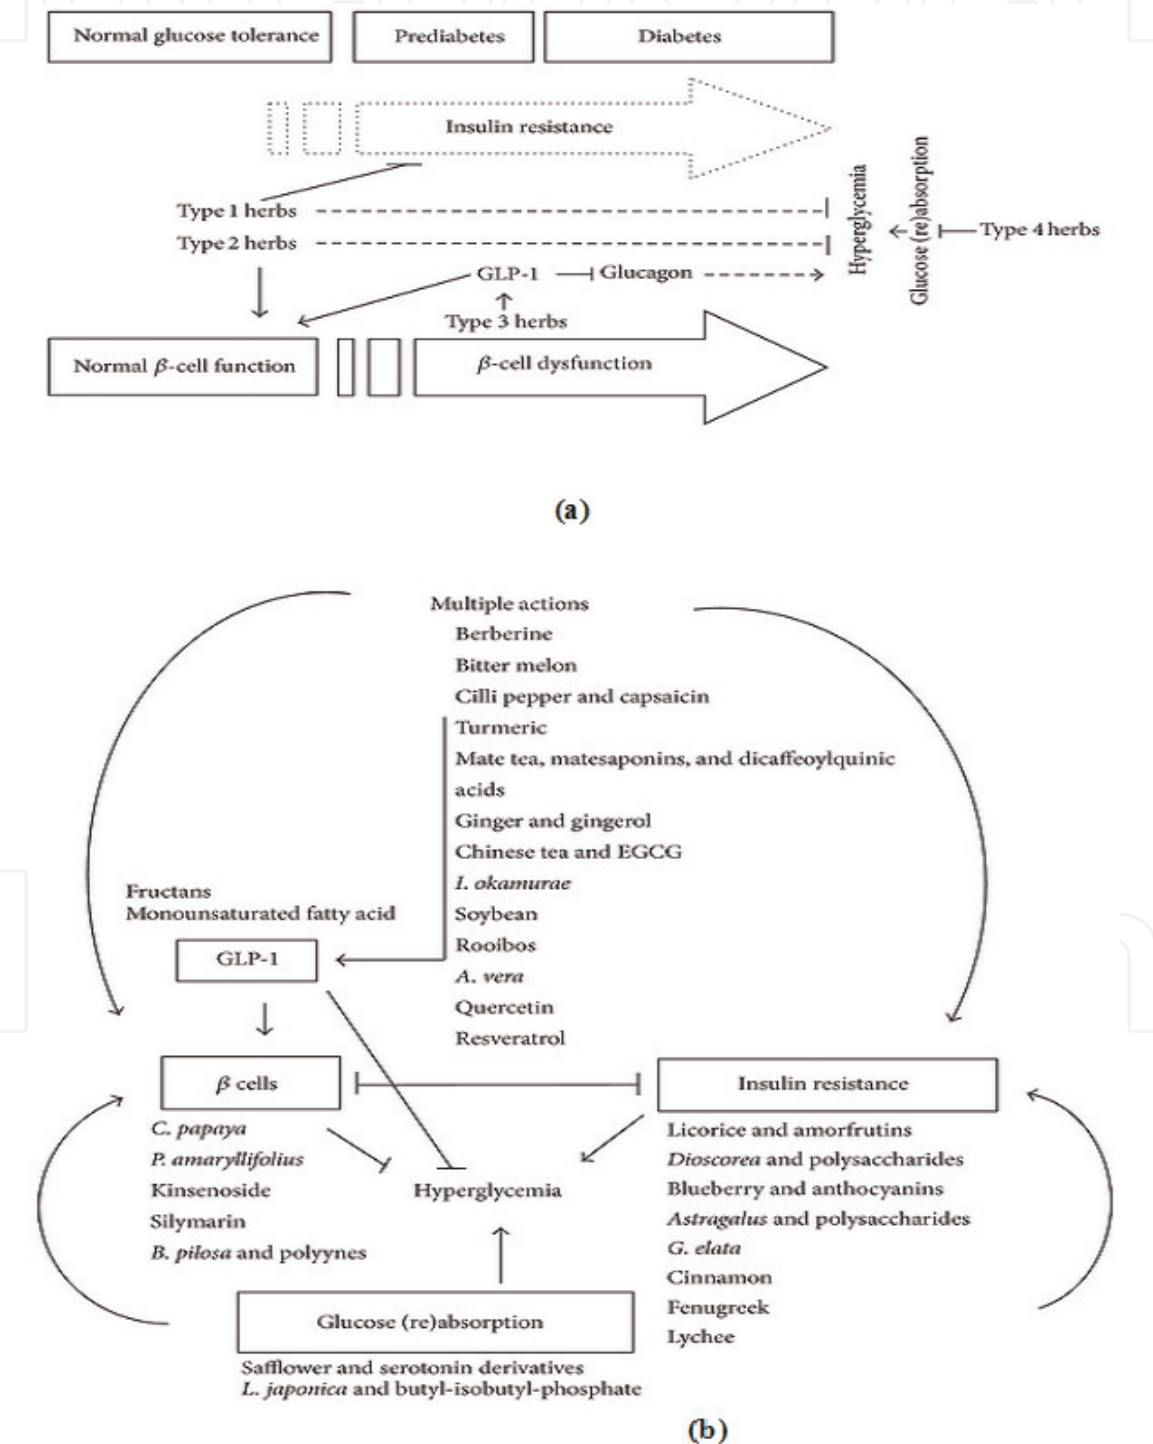 Normal glucose tolerance
Prediabetes
Diabetes
Insulin resistance
Type 1 herbs
Type 2 herbs
GLP-1
Glucagon
Type 3 herbs
Hyperglycemia
Glucose (re)absorption
Type 4 herbs
Normal β-cell function
β-cell dysfunction
(a)
Multiple actions
Berberine
Bitter melon
Cilli pepper and capsaicin
Turmeric
Mate tea, matesaponins, and dicaffeoylquinic
acids
Ginger and gingerol
Chinese tea and EGCG
I. okamurae
Soybean
Rooibos
A. vera
Quercetin
Resveratrol
Fructans
Monounsaturated fatty acid
GLP-1
β cells
C. papaya
P. amaryllifolius
Kinsenoside
Silymarin
B. pilosa and polyynes
Hyperglycemia
Insulin resistance
Licorice and amorfrutins
Dioscorea and polysaccharides
Blueberry and anthocyanins
Astragalus and polysaccharides
G. elata
Cinnamon
Fenugreek
Lychee
Glucose (re)absorption
Safflower and serotonin derivatives
L. japonica and butyl-isobutyl-phosphate
(b)